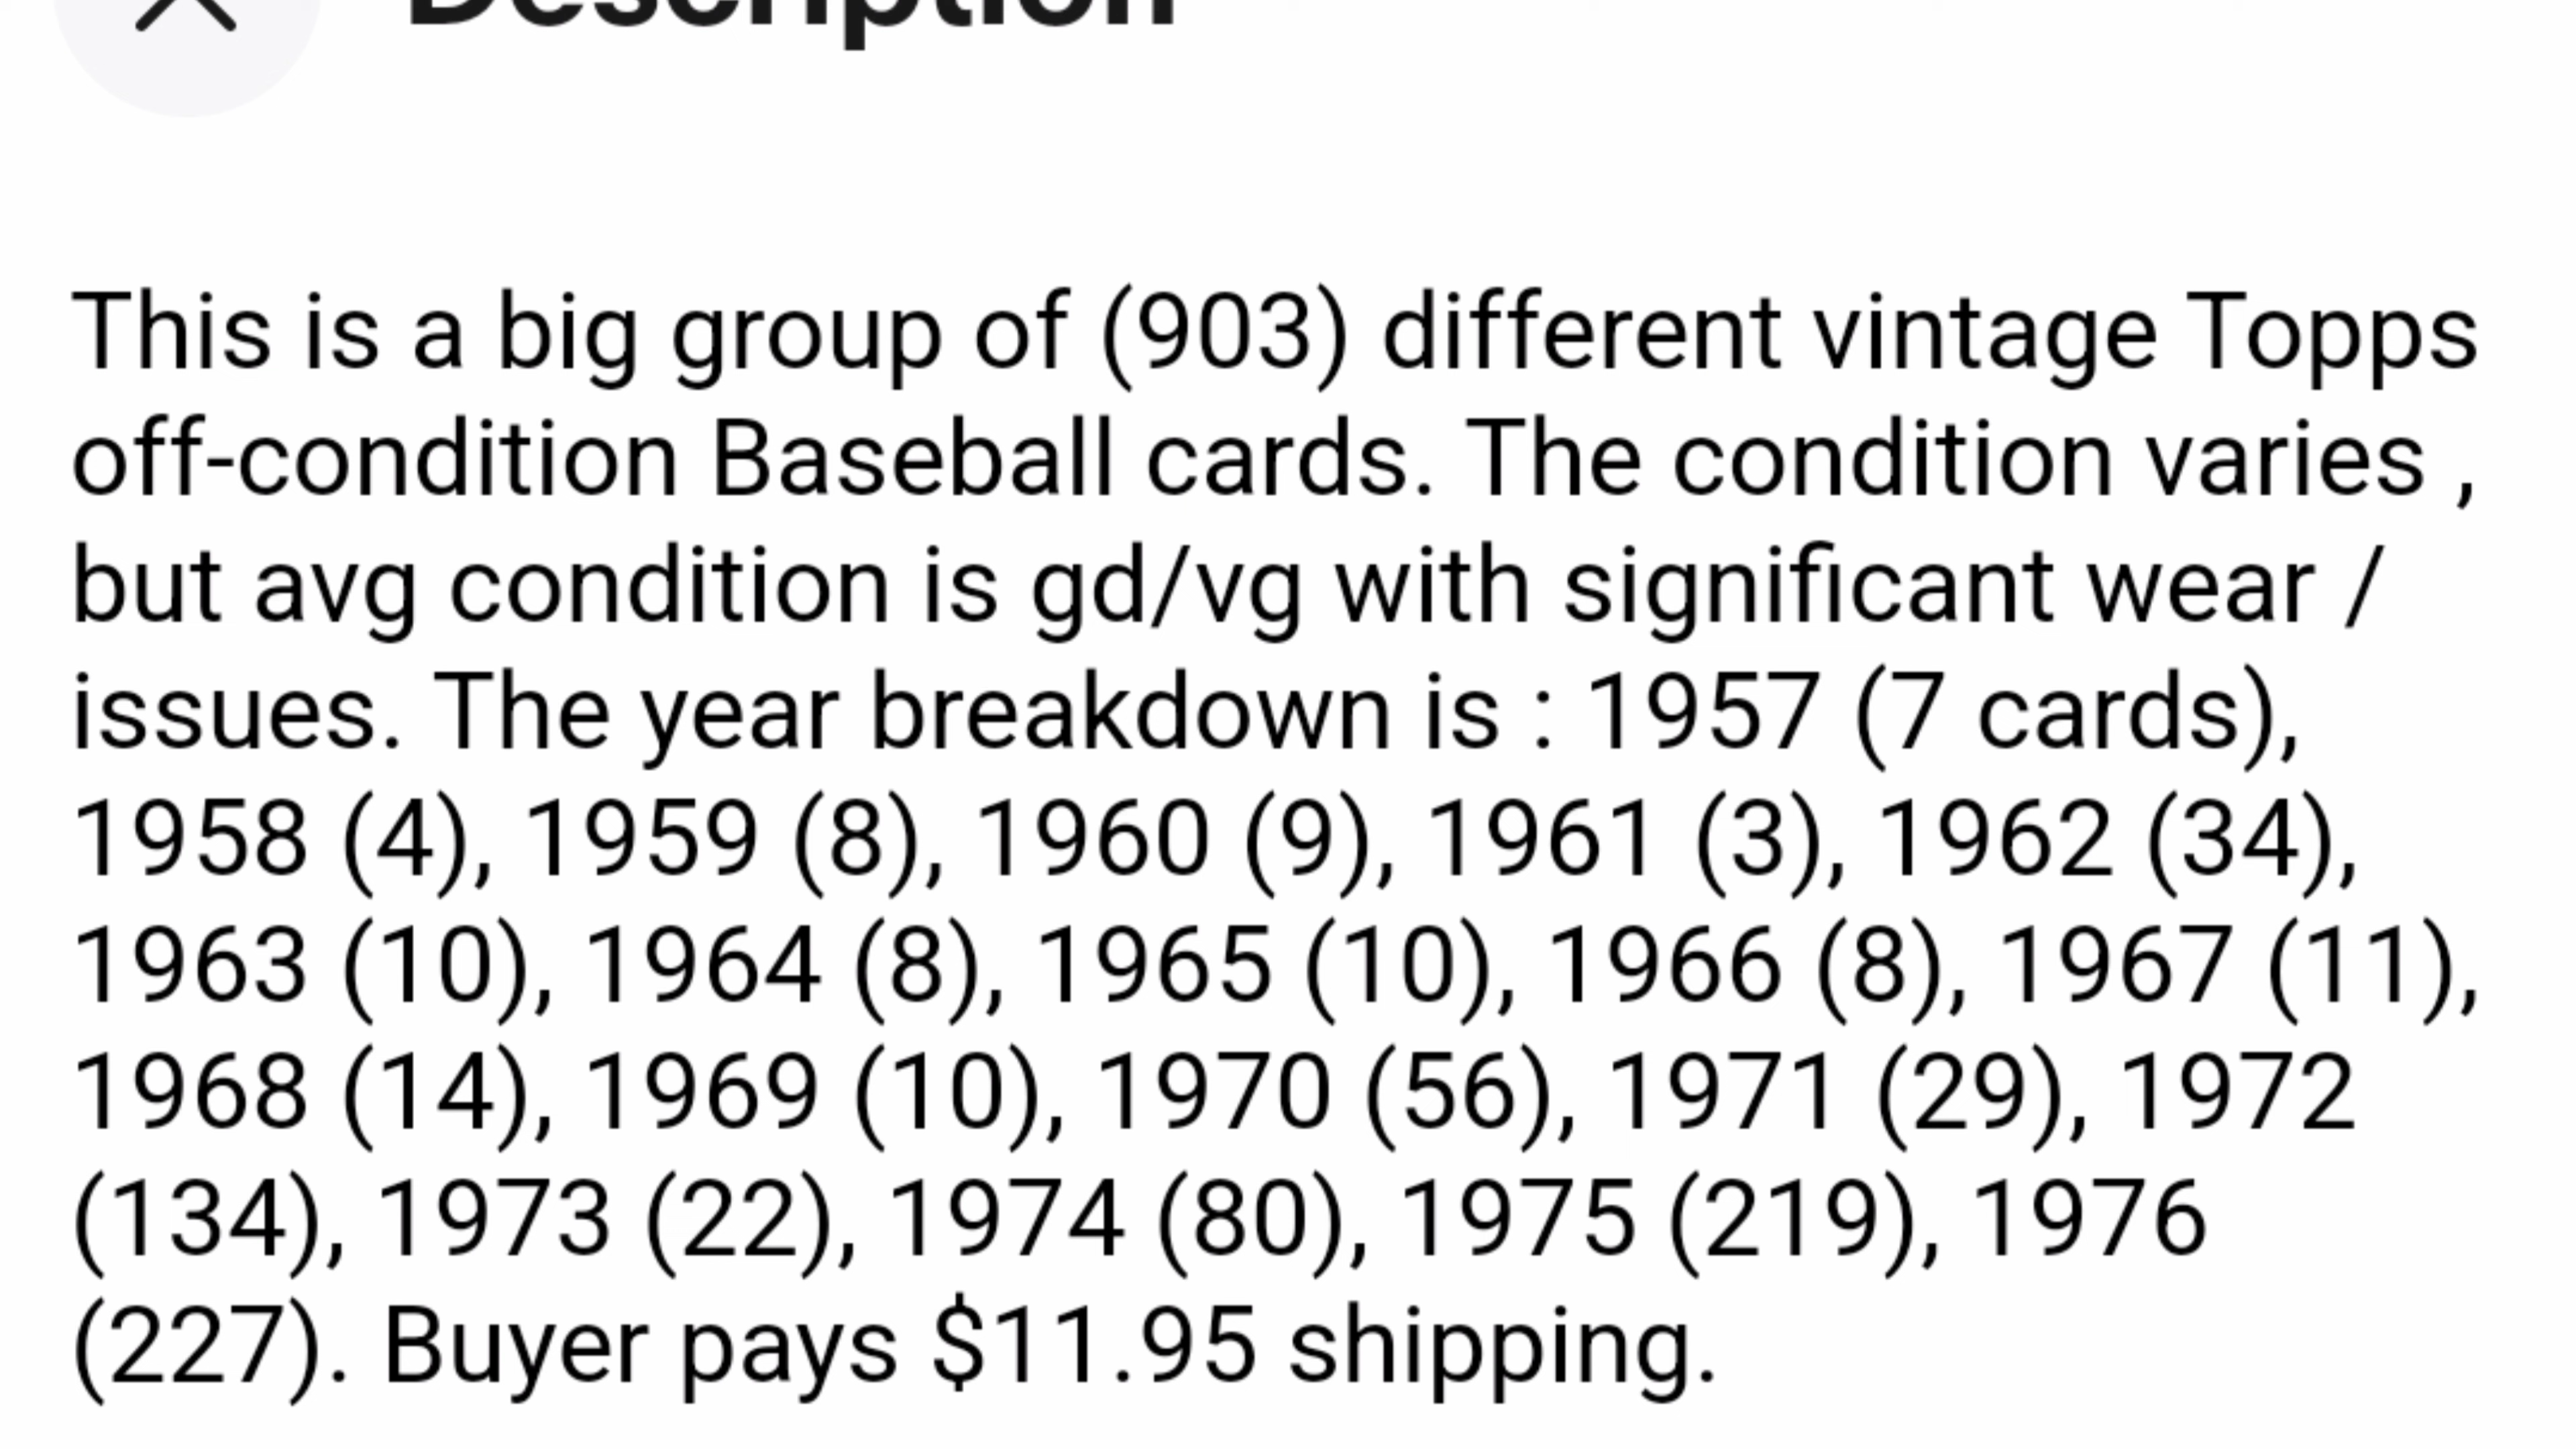 Description
This is a big group of (903) different vintage Topps
off-condition Baseball cards. The condition varies ,
but avg condition is gd/vg with significant wear /
issues. The year breakdown is : 1957 (7 cards),
1958 (4), 1959 (8), 1960 (9), 1961 (3), 1962 (34),
1963 (10), 1964 (8), 1965 (10), 1966 (8), 1967 (11),
1968 (14), 1969 (10), 1970 (56), 1971 (29), 1972
(134), 1973 (22), 1974 (80), 1975 (219), 1976
(227). Buyer pays $11.95 shipping.